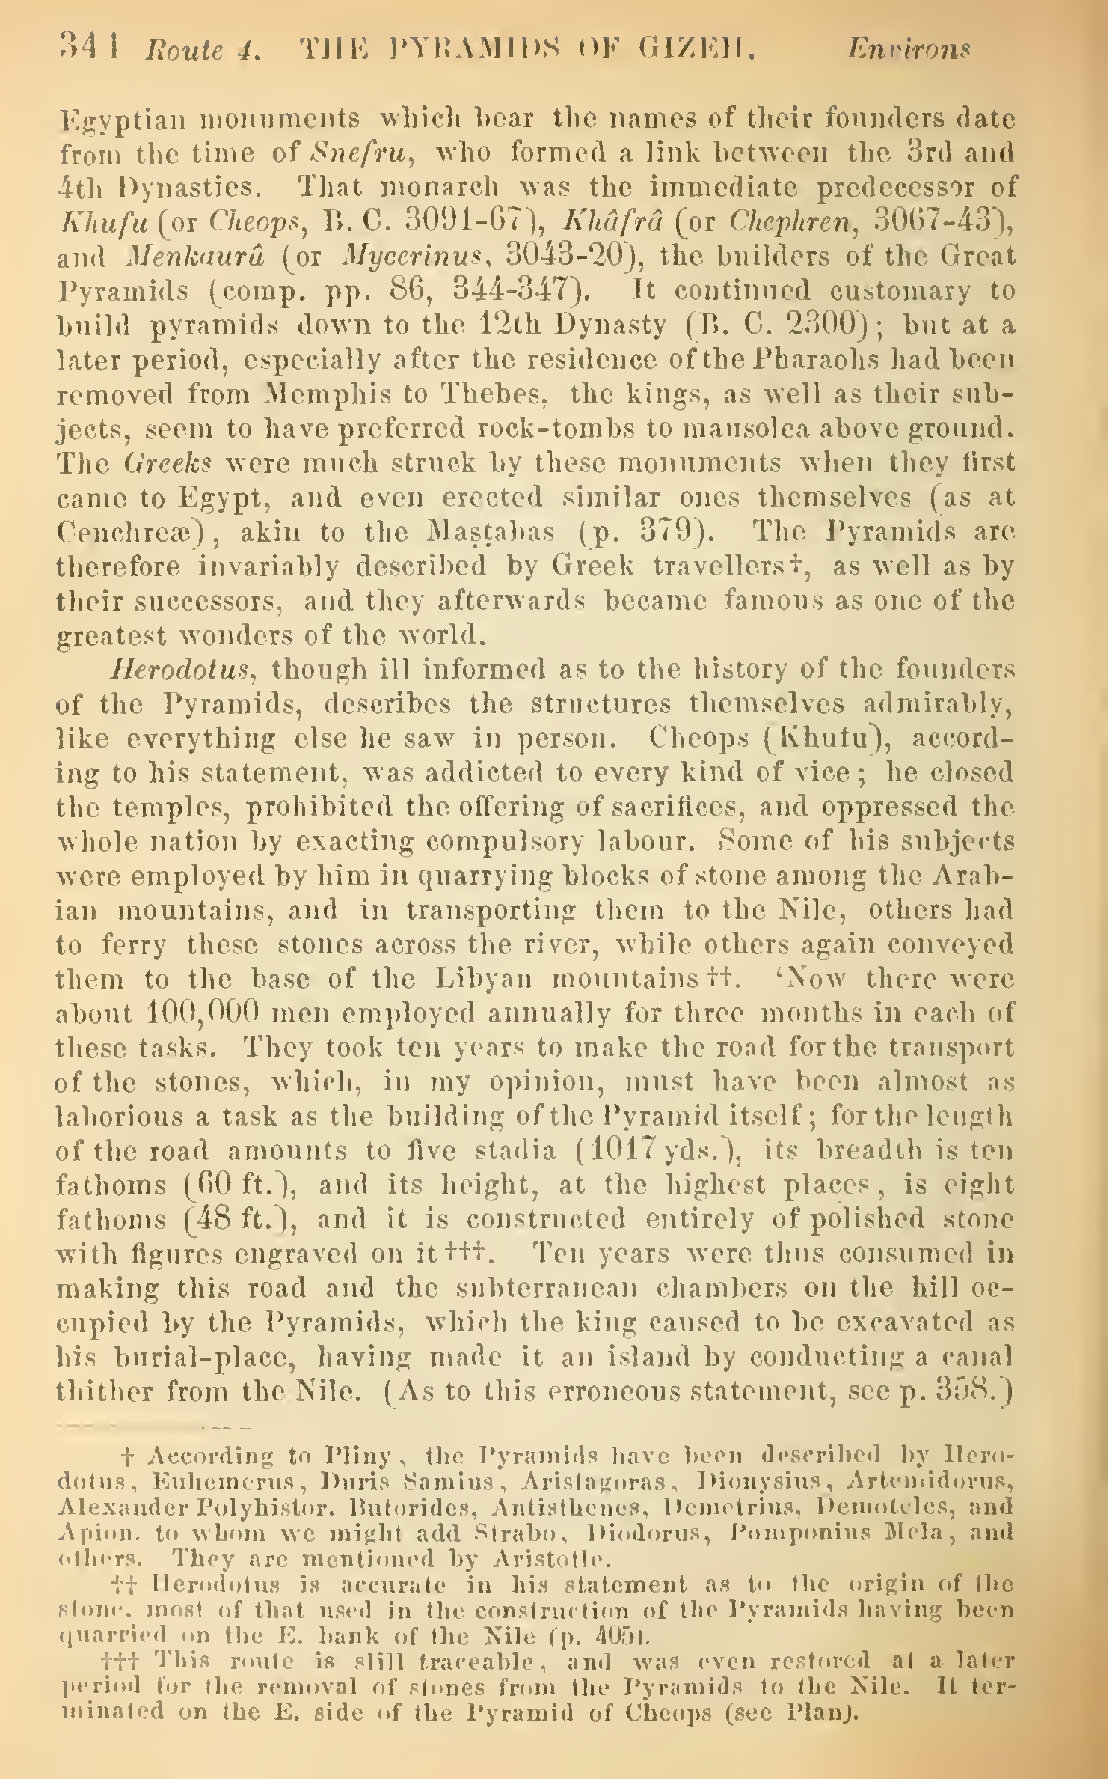 344 Route 4. THE PYRAMIDS OF GIZEH. Environs
Egyptian monuments which bear the names of their founders date
from the time of Snefru, who formed a link between the 3rd and
4th Dynasties. That monarch was the immediate predecessor of
Khufu (or Cheops, B. C. 3091-67), Khâfrâ (or Chephren, 3067-43),
and Menkaurâ (or Mycerinus, 3043-20), the builders of the Great
Pyramids (comp. pp. 86, 344-347). It continued customary to
build pyramids down to the 12th Dynasty (B. C. 2300); but at a
later period, especially after the residence of the Pharaohs had been
removed from Memphis to Thebes, the kings, as well as their sub-
jects, seem to have preferred rock-tombs to mausolea above ground.
The Greeks were much struck by these monuments when they first
came to Egypt, and even erected similar ones themselves (as at
Cenchreæ), akin to the Masṭabas (p. 379). The Pyramids are
therefore invariably described by Greek travellers†, as well as by
their successors, and they afterwards became famous as one of the
greatest wonders of the world.
Herodotus, though ill informed as to the history of the founders
of the Pyramids, describes the structures themselves admirably,
like everything else he saw in person. Cheops (Khufu), accord-
ing to his statement, was addicted to every kind of vice; he closed
the temples, prohibited the offering of sacrifices, and oppressed the
whole nation by exacting compulsory labour. Some of his subjects
were employed by him in quarrying blocks of stone among the Arab-
ian mountains, and in transporting them to the Nile, others had
to ferry these stones across the river, while others again conveyed
them to the base of the Libyan mountains††. ‘Now there were
about 100,000 men employed annually for three months in each of
these tasks. They took ten years to make the road for the transport
of the stones, which, in my opinion, must have been almost as
laborious a task as the building of the Pyramid itself; for the length
of the road amounts to five stadia (1017 yds.), its breadth is ten
fathoms (60 ft.), and its height, at the highest places, is eight
fathoms (48 ft.), and it is constructed entirely of polished stone
with figures engraved on it†††. Ten years were thus consumed in
making this road and the subterranean chambers on the hill oc-
cupied by the Pyramids, which the king caused to be excavated as
his burial-place, having made it an island by conducting a canal
thither from the Nile. (As to this erroneous statement, see p. 358.)
† According to Pliny, the Pyramids have been described by Hero-
dotus, Euhemerus, Duris Samius, Aristagoras, Dionysius, Artemidorus,
Alexander Polyhistor. Butorides, Antisthenes, Demetrius, Demoteles, and
Apion, to whom we might add Strabo, Diodorus, Pomponius Mela, and
others. They are mentioned by Aristotle.
†† Herodotus is accurate in his statement as to the origin of the
stone, most of that used in the construction of the Pyramids having been
quarried on the E. bank of the Nile (p. 405).
††† This route is still traceable, and was even restored at a later
period for the removal of stones from the Pyramids to the Nile. It ter-
minated on the E. side of the Pyramid of Cheops (see Plan).